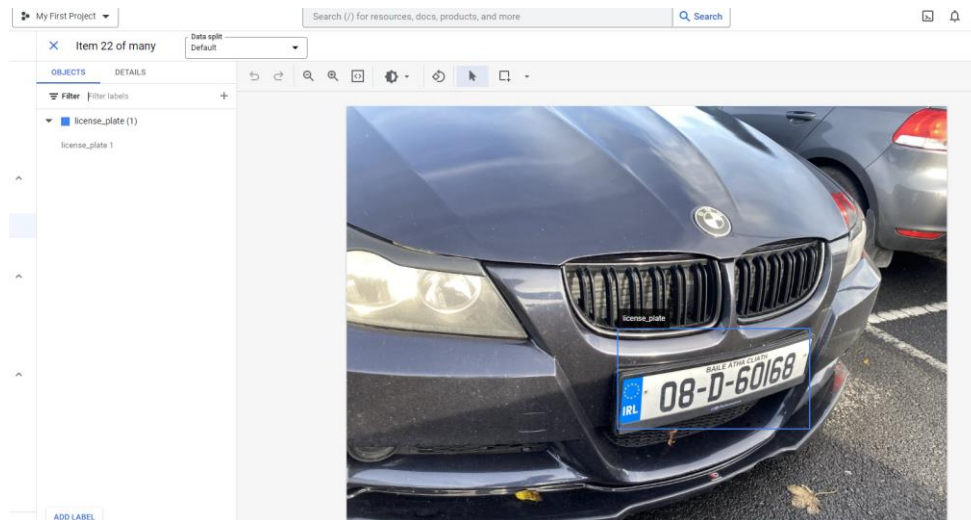 My First Project
Search (/) for resources, docs, products, and more
Search
Item 22 of many
Data split
Default
OBJECTS
DETAILS
Filter
Filter labels
license_plate (1)
license_plate 1
license_plate
BAILE ÁTHA CLIATH
08-D-60168
IRL
ADD LABEL